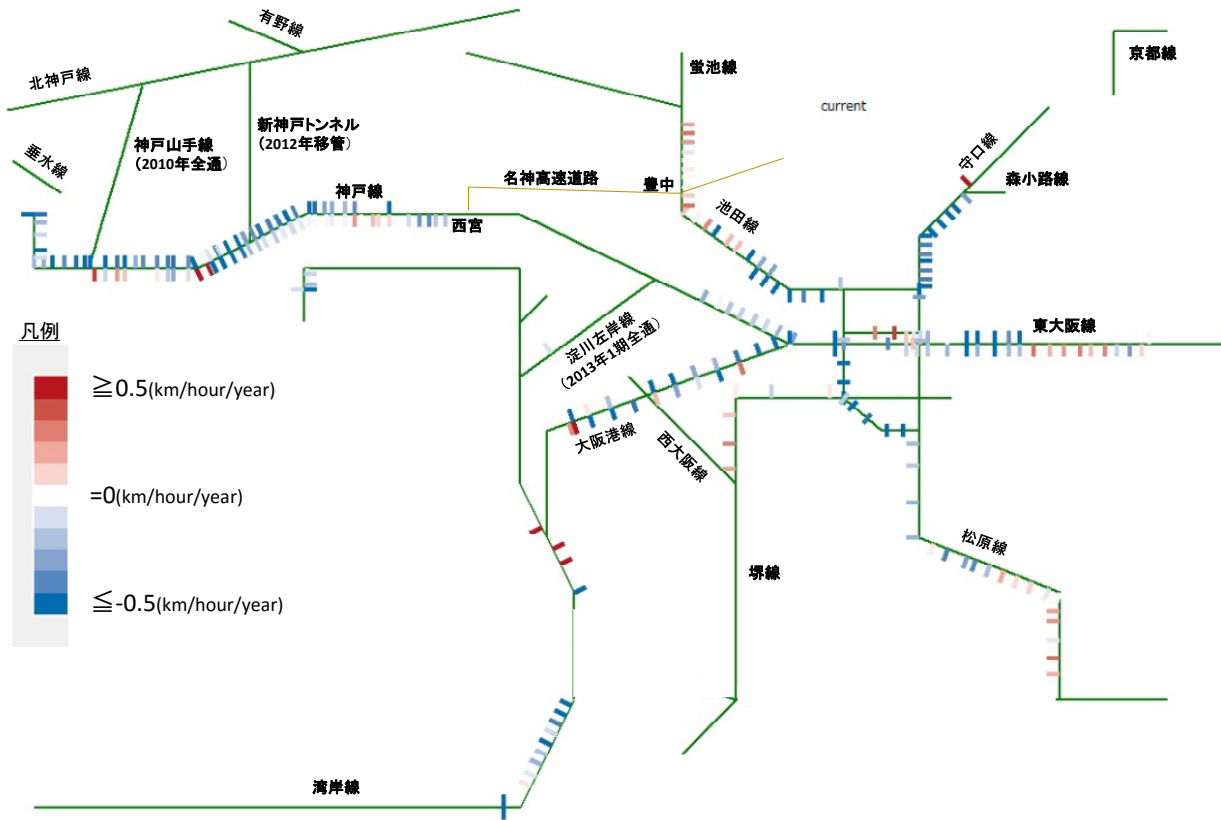 有野線
北神戸線
京都線
蛍池線
current
新神戸トンネル
(2012年移管)
神戸山手線
(2010年全通)
垂水線
守口線
森小路線
名神高速道路
豊中
神戸線
西宮
池田線
凡例
≧0.5(km/hour/year)
=0(km/hour/year)
≦-0.5(km/hour/year)
東大阪線
淀川左岸線
(2013年1期全通)
大阪港線
西大阪線
松原線
堺線
湾岸線